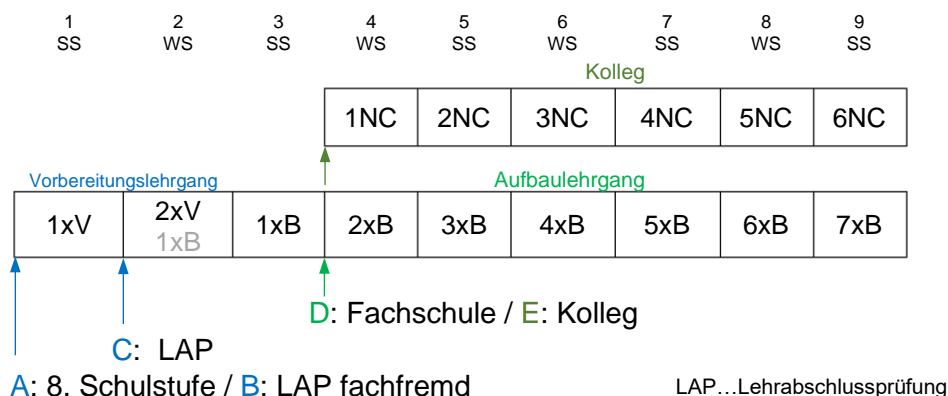 1 2 3 4 5 6 7 8 9
SS WS SS WS SS WS SS WS SS
Kolleg
1NC 2NC 3NC 4NC 5NC 6NC
Vorbereitungslehrgang Aufbaulehrgang
1xV 2xV 1xB 2xB 3xB 4xB 5xB 6xB 7xB
1xB
D: Fachschule / E: Kolleg
C: LAP
A: 8. Schulstufe / B: LAP fachfremd
LAP…Lehrabschlussprüfung